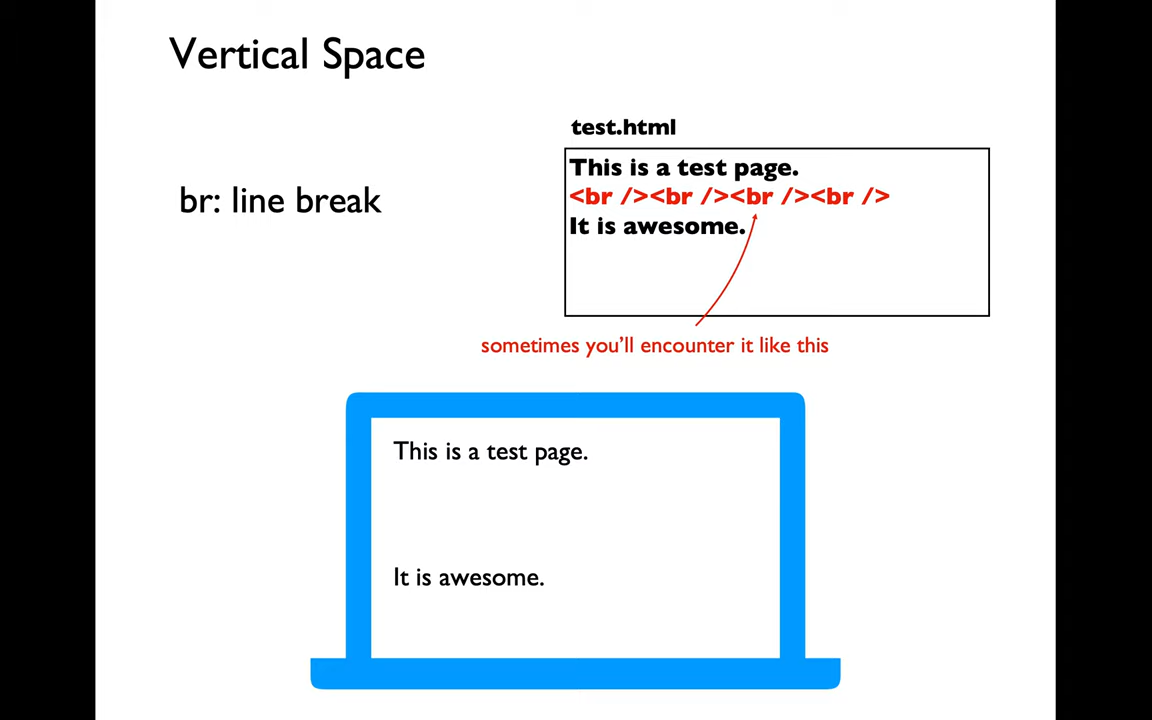 Vertical Space
br: line break
test.html
This is a test page.
<br /><br /><br /><br />
It is awesome.
sometimes you'll encounter it like this
This is a test page.
It is awesome.